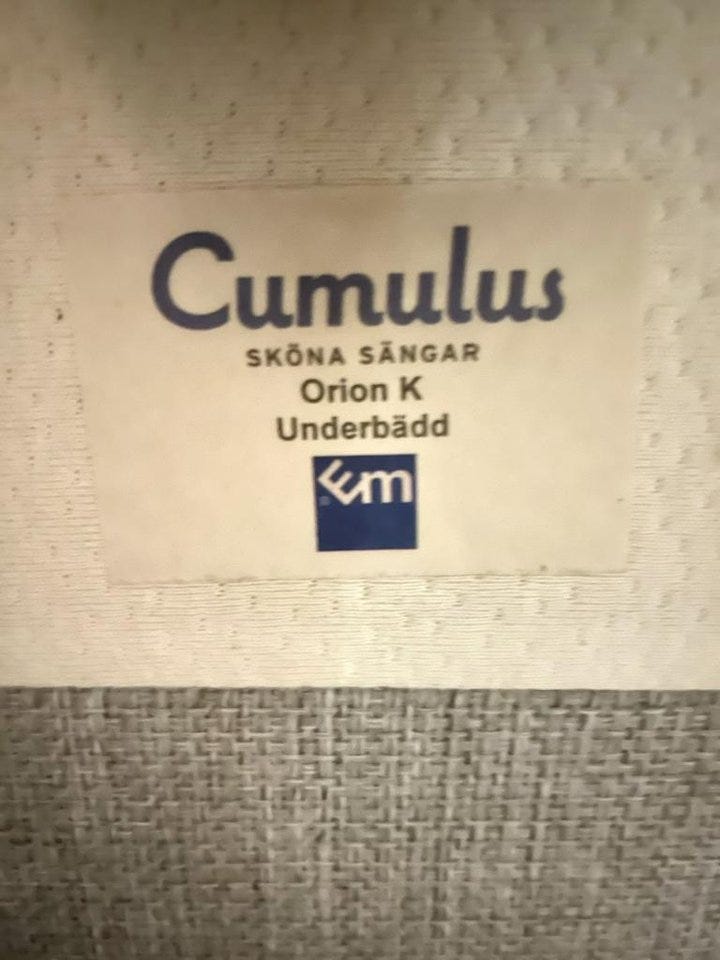 Cumulus
SKÖNA SÄNGAR
Orion K
Underbädd
Em